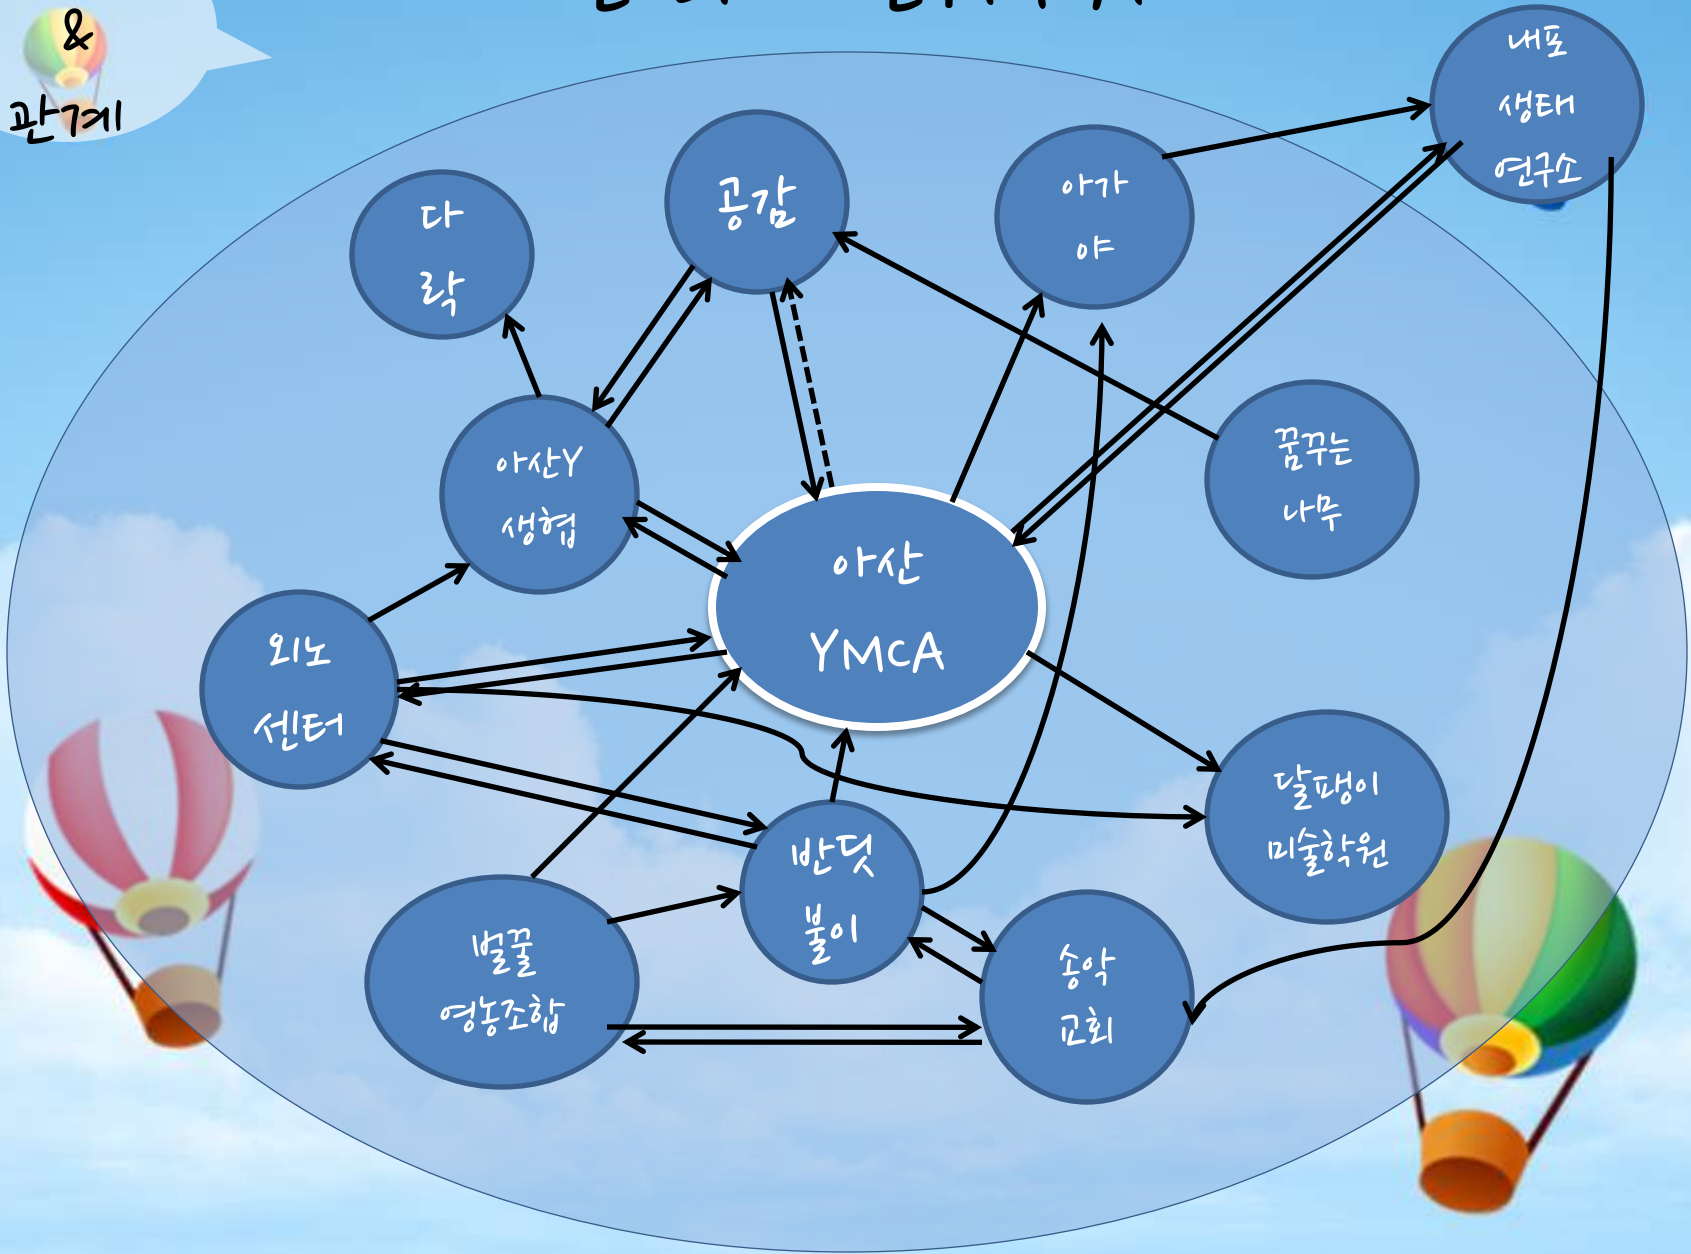 &
관계
내포
생태
연구소
공감
아가
야
다
락
꿈꾸는
나무
아산Y
생협
아산
YMCA
외노
센터
달팽이
미술학원
반딧
불이
벌꿀
영농조합
송악
교회